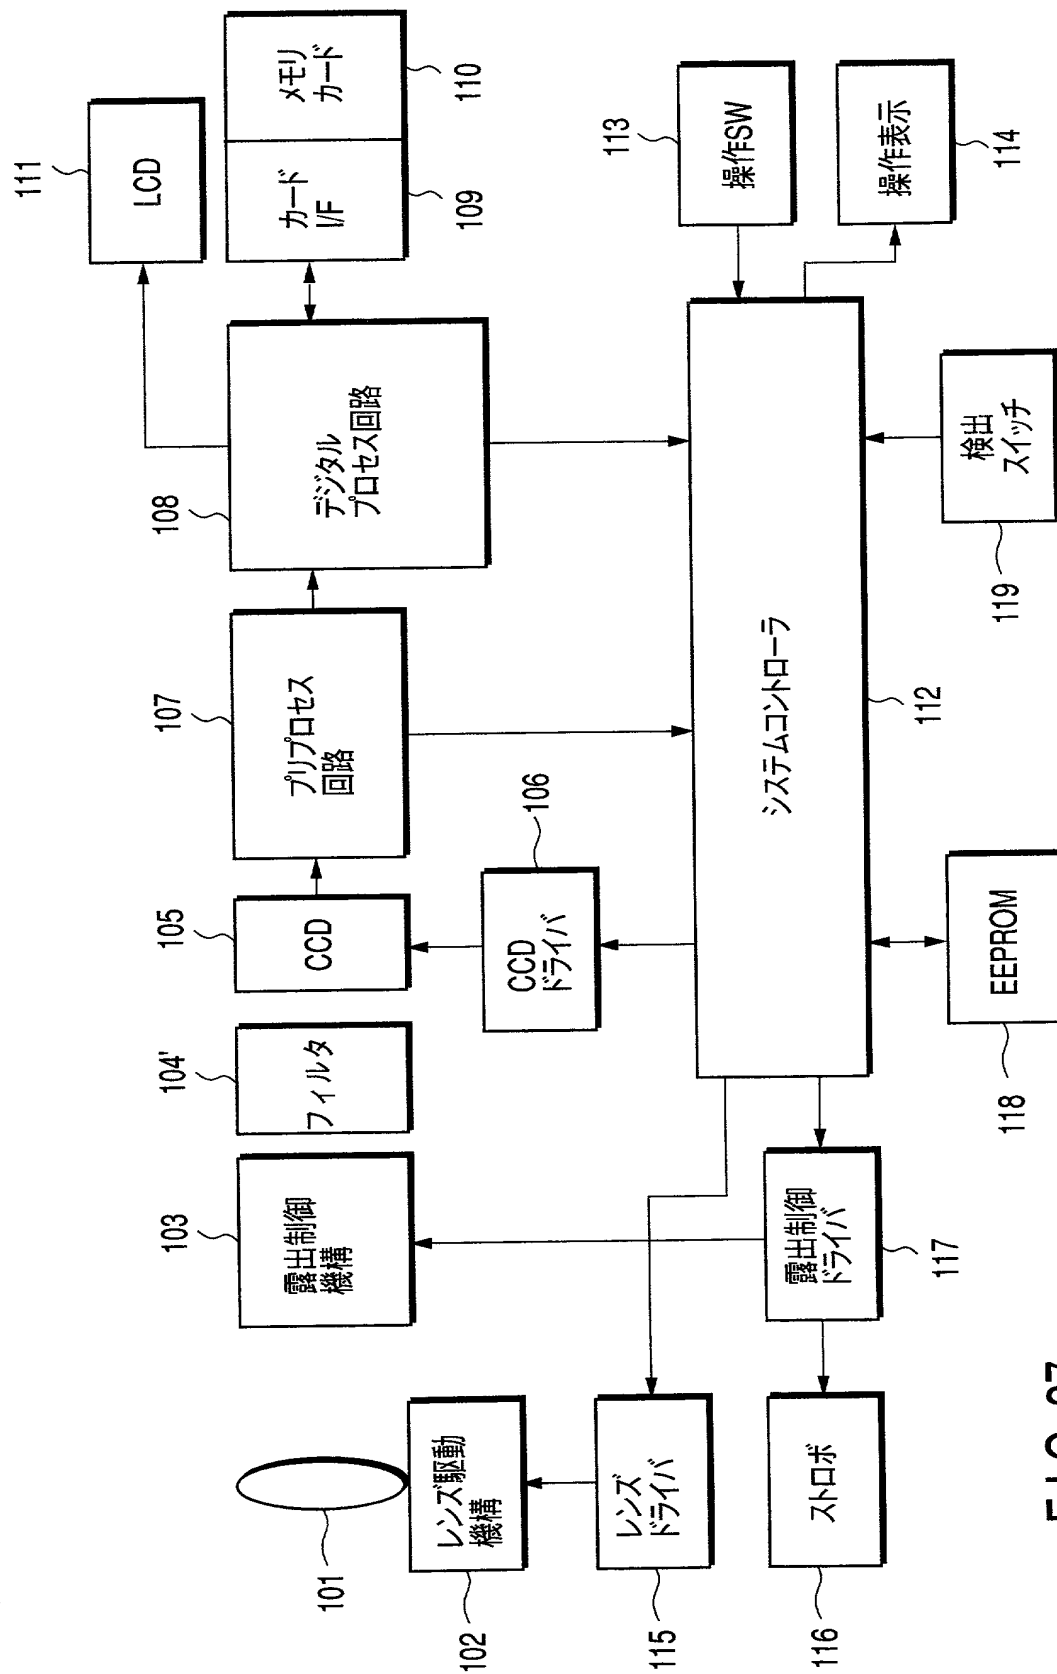 101
レンズ駆動
機構
102
レンズ
ドライバ
115
ストロボ
116
103
露出制御
機構
露出制御
ドライバ
117
104'
フィルタ
105
CCD
CCD
ドライバ
106
107
プリプロセス
回路
108
デジタル
プロセス回路
システムコントローラ
112
EEPROM
118
検出
スイッチ
119
111
LCD
カード
I/F
109
メモリ
カード
110
113
操作SW
操作表示
114